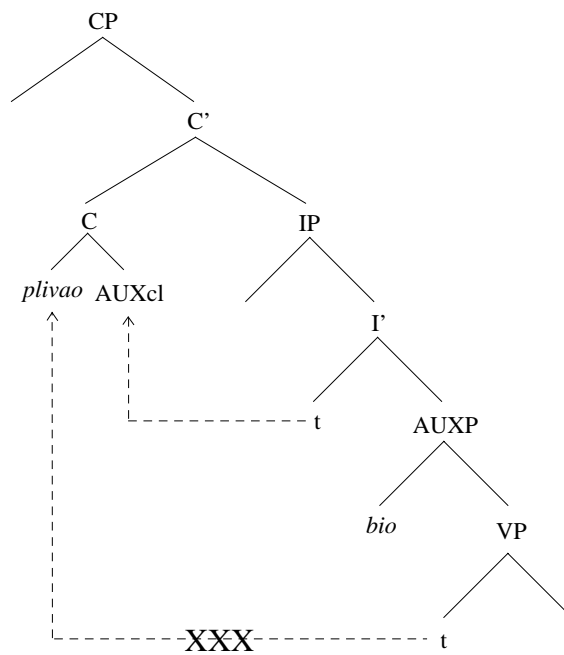 CP
C’
C IP
plivao AUXcl
I’
t AUXP
bio VP
XXX t